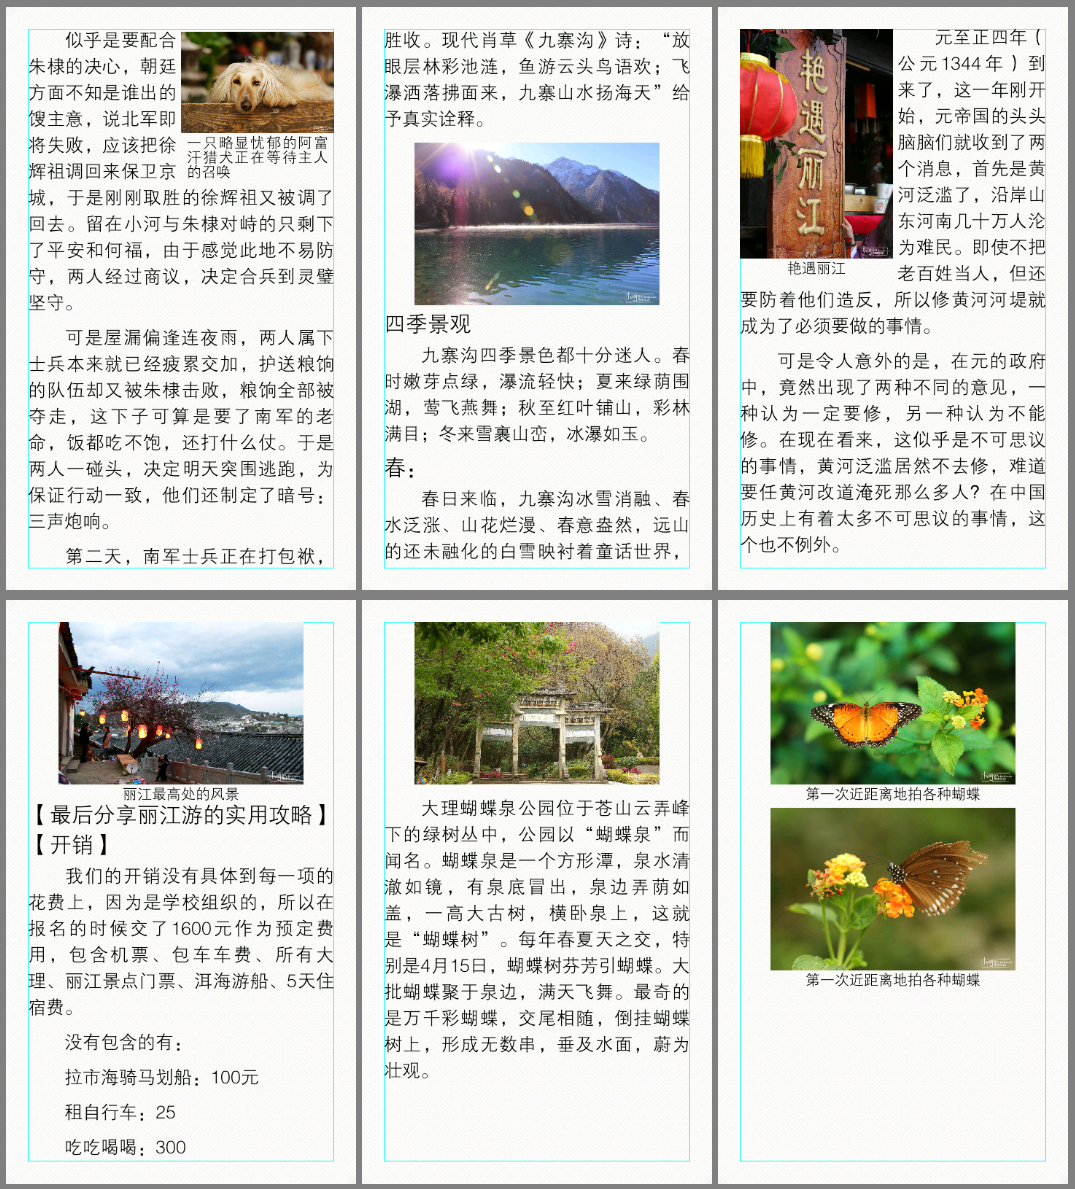 似乎是要配合
朱棣的决心，朝廷
方面不知是谁出的
馊主意，说北军即
将失败，应该把徐
辉祖调回来保卫京
一只略显忧郁的阿富
汗猎犬正在等待主人
的召唤
城，于是刚刚取胜的徐辉祖又被调了
回去。留在小河与朱棣对峙的只剩下
了平安和何福，由于感觉此地不易防
守，两人经过商议，决定合兵到灵璧
坚守。
可是屋漏偏逢连夜雨，两人属下
士兵本来就已经疲累交加，护送粮饷
的队伍却又被朱棣击败，粮饷全部被
夺走，这下子可算是要了南军的老
命，饭都吃不饱，还打什么仗。于是
两人一碰头，决定明天突围逃跑，为
保证行动一致，他们还制定了暗号：
三声炮响。
第二天，南军士兵正在打包袱，
胜收。现代肖草《九寨沟》诗：“放
眼层林彩池涟，鱼游云头鸟语欢；飞
瀑洒落拂面来，九寨山水扬海天”给
予真实诠释。
四季景观
九寨沟四季景色都十分迷人。春
时嫩芽点绿，瀑流轻快；夏来绿荫围
湖，莺飞燕舞；秋至红叶铺山，彩林
满目；冬来雪裹山峦，冰瀑如玉。
春：
春日来临，九寨沟冰雪消融、春
水泛涨、山花烂漫、春意盎然，远山
的还未融化的白雪映衬着童话世界，
艳遇丽江
艳遇丽江
元至正四年（
公元1344年）到
来了，这一年刚开
始，元帝国的头头
脑脑们就收到了两
个消息，首先是黄
河泛滥了，沿岸山
东河南几十万人沦
为难民。即使不把
老百姓当人，但还
要防着他们造反，所以修黄河河堤就
成为了必须要做的事情。
可是令人意外的是，在元的政府
中，竟然出现了两种不同的意见，一
种认为一定要修，另一种认为不能
修。在现在看来，这似乎是不可思议
的事情，黄河泛滥居然不去修，难道
要任黄河改道淹死那么多人？在中国
历史上有着太多不可思议的事情，这
个也不例外。
丽江最高处的风景
【最后分享丽江游的实用攻略】
【开销】
我们的开销没有具体到每一项的
花费上，因为是学校组织的，所以在
报名的时候交了1600元作为预定费
用，包含机票、包车车费、所有大
理、丽江景点门票、洱海游船、5天住
宿费。
没有包含的有：
拉市海骑马划船：100元
租自行车：25
吃吃喝喝：300
大理蝴蝶泉公园位于苍山云弄峰
下的绿树丛中，公园以“蝴蝶泉”而
闻名。蝴蝶泉是一个方形潭，泉水清
澈如镜，有泉底冒出，泉边弄荫如
盖，一高大古树，横卧泉上，这就
是“蝴蝶树”。每年春夏天之交，特
别是4月15日，蝴蝶树芬芳引蝴蝶。大
批蝴蝶聚于泉边，满天飞舞。最奇的
是万千彩蝴蝶，交尾相随，倒挂蝴蝶
树上，形成无数串，垂及水面，蔚为
壮观。
第一次近距离地拍各种蝴蝶
第一次近距离地拍各种蝴蝶